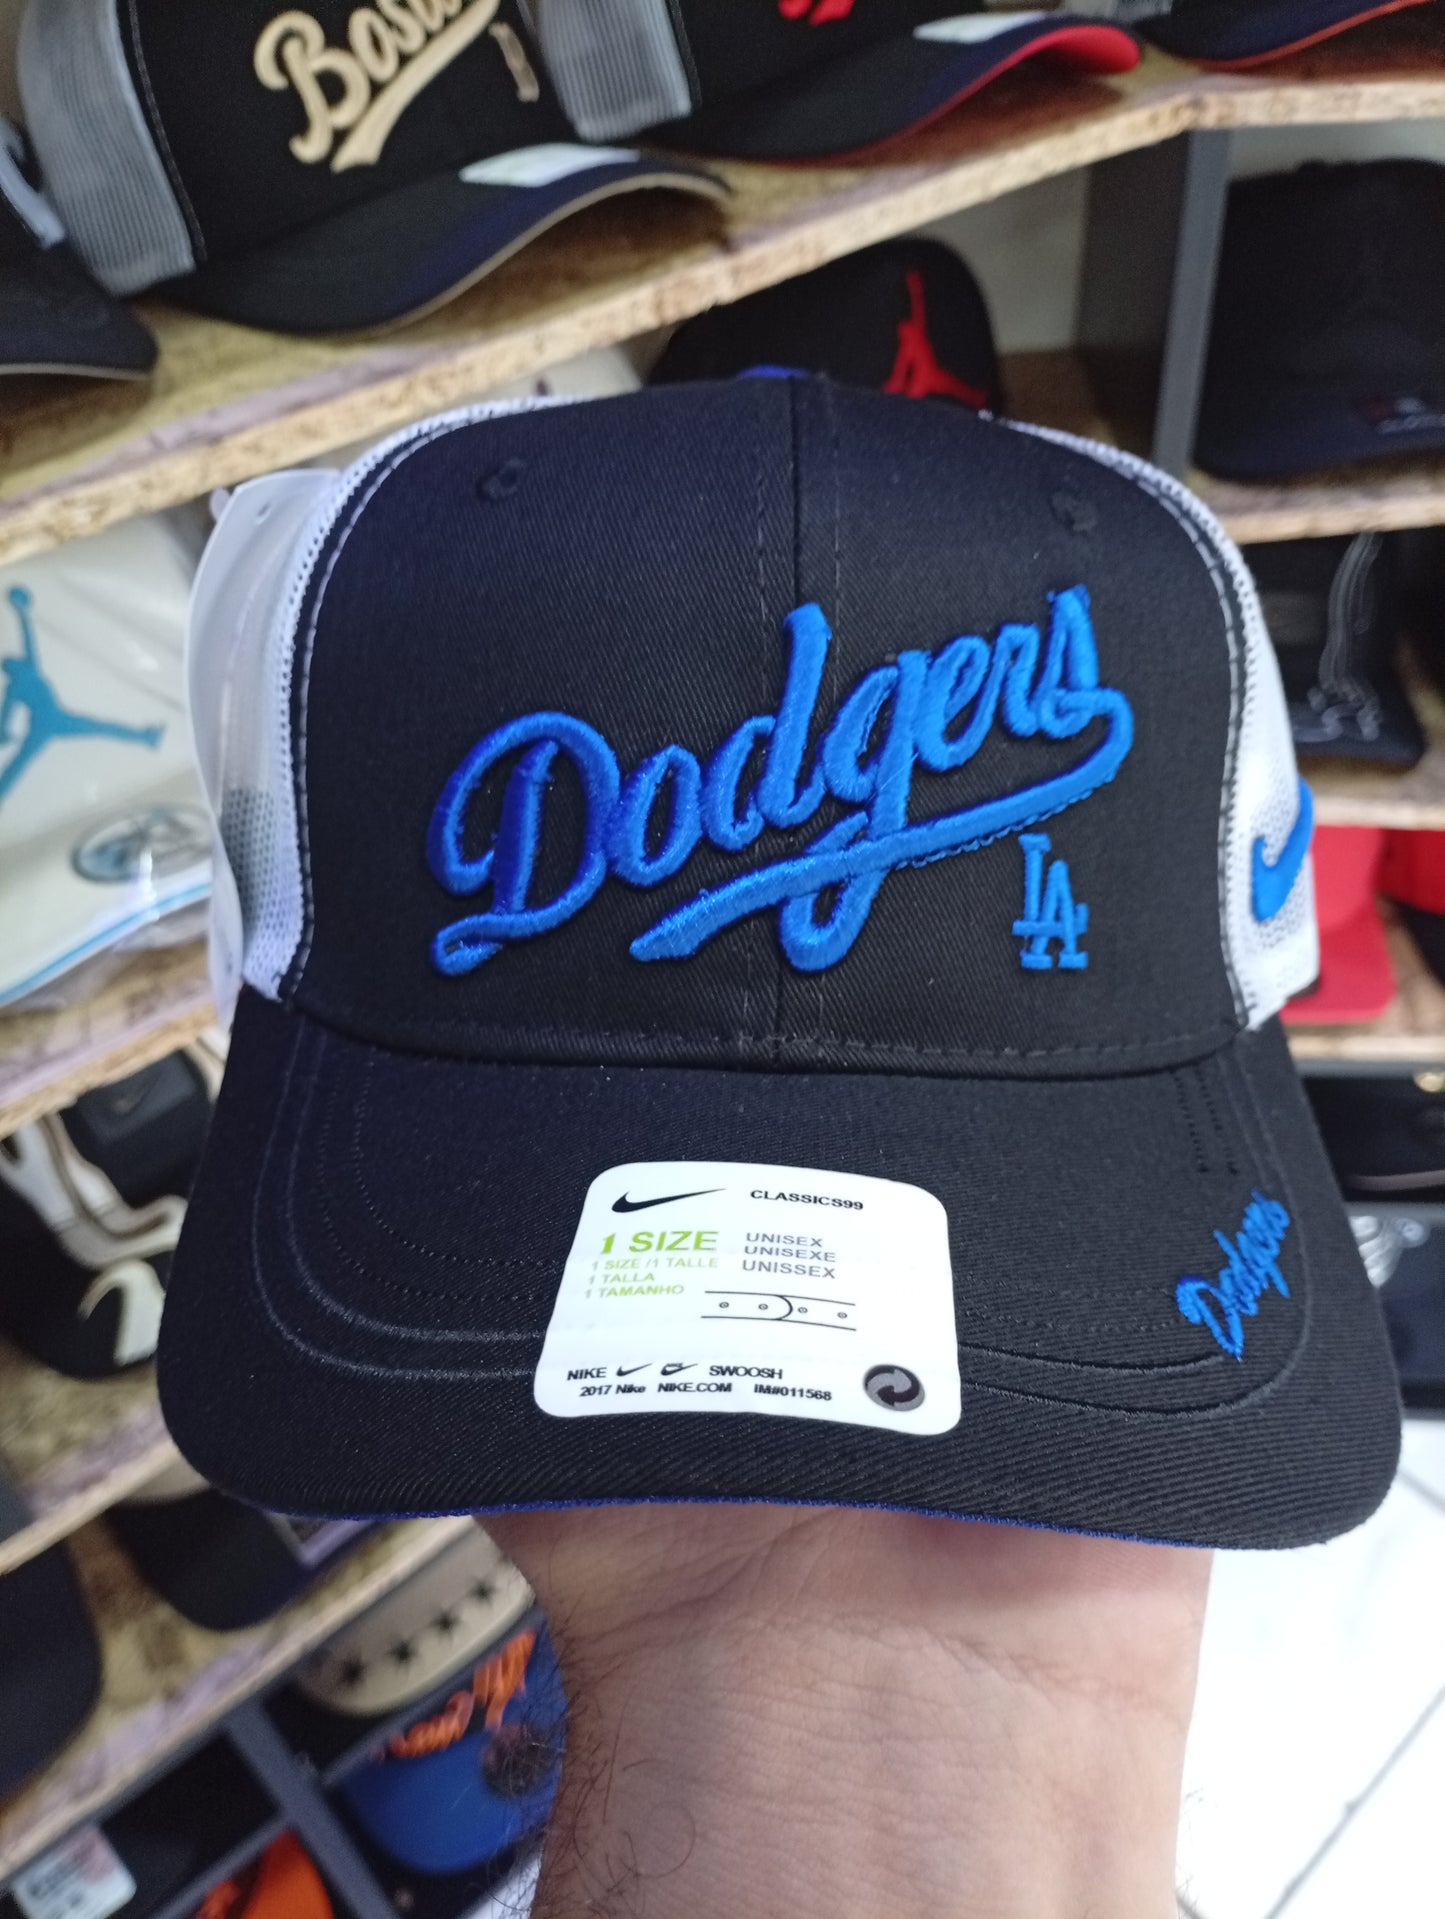 Dodgers
LA
CLASSICS99
1 SIZE
1 SIZE /1 TALLE
1 TALLA
1 TAMANHO
UNISEX
UNISEXE
UNISSEX
NIKE SWOOSH
2017 Nike NIKE.COM IM#011568
Dodgers